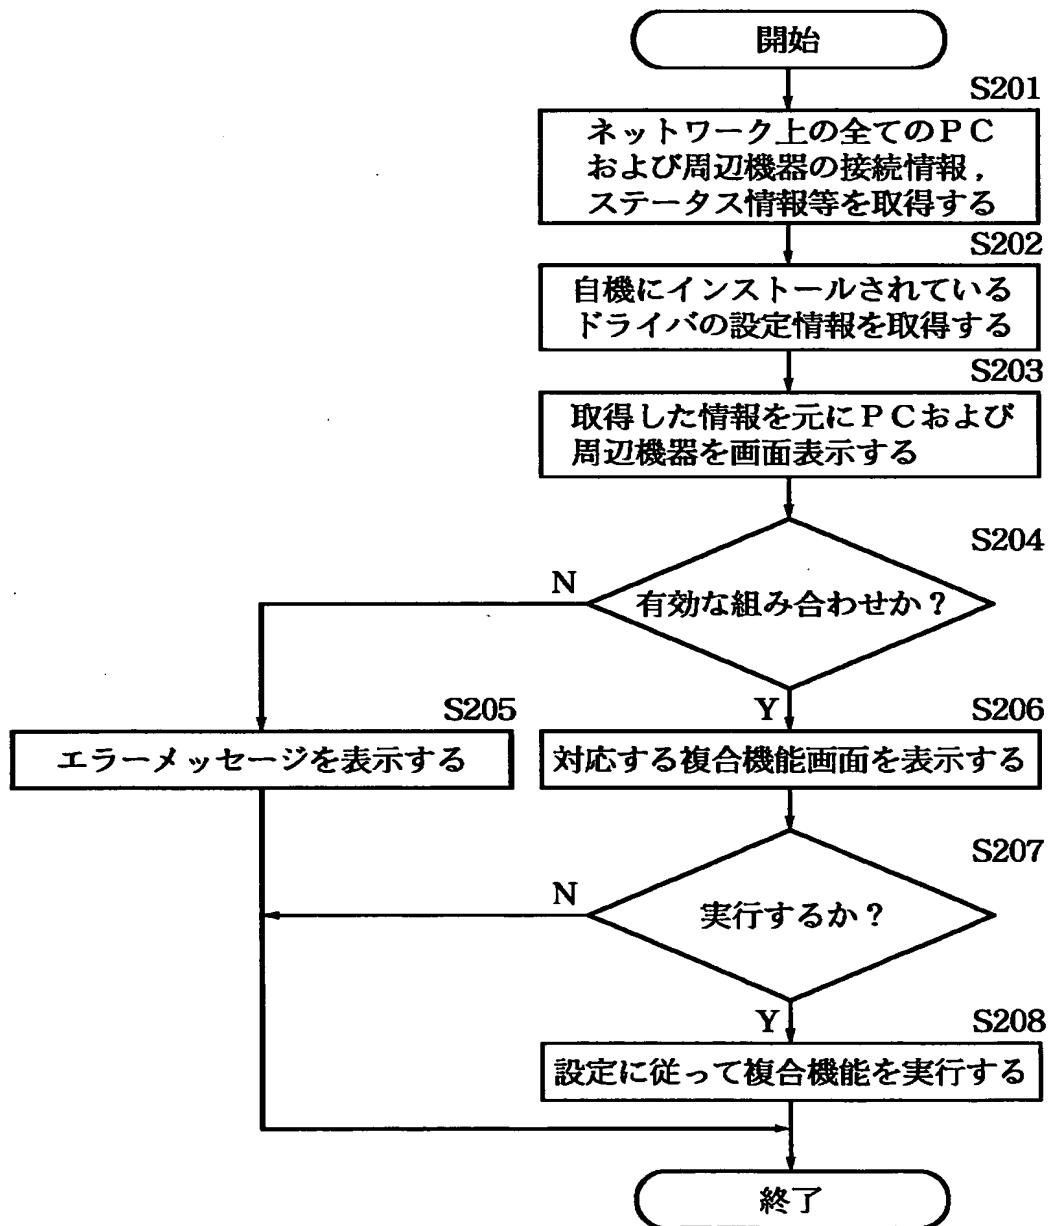 開始
S201
ネットワーク上の全てのPC
および周辺機器の接続情報,
ステータス情報等を取得する
S202
自機にインストールされている
ドライバの設定情報を取得する
S203
取得した情報を元にPCおよび
周辺機器を画面表示する
S204
有効な組み合わせか?
N
Y
S205
エラーメッセージを表示する
S206
対応する複合機能画面を表示する
S207
実行するか?
N
Y
S208
設定に従って複合機能を実行する
終了